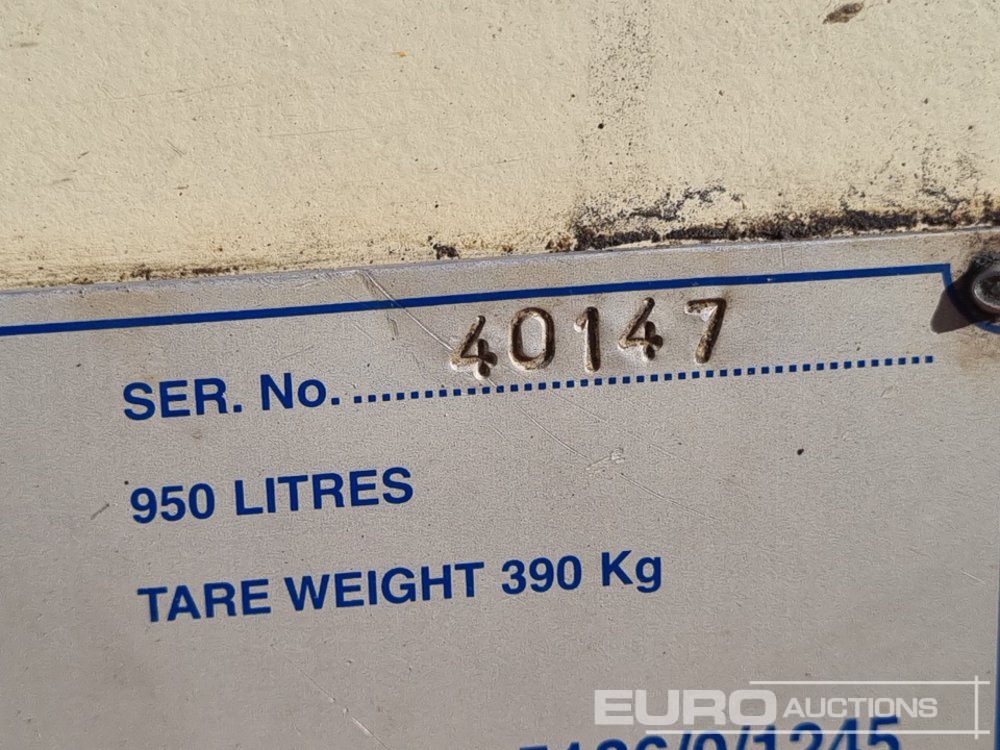 SER. No. 40147
950 LITRES
TARE WEIGHT 390 Kg
EURO AUCTIONS